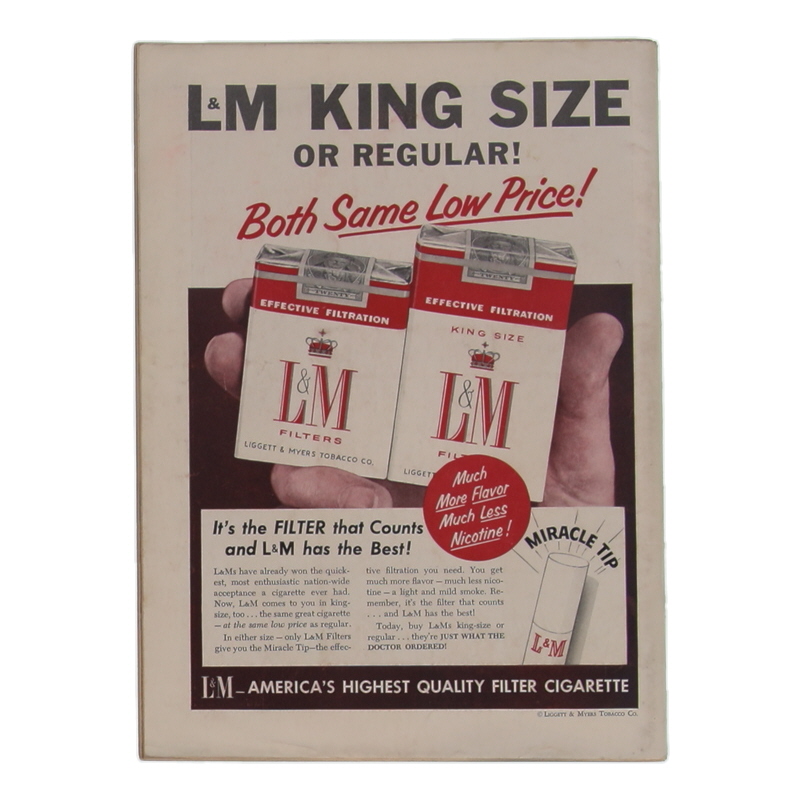 L&M KING SIZE
OR REGULAR!
Both Same Low Price!
TWENTY
EFFECTIVE FILTRATION
L&M
FILTERS
LIGGETT & MYERS TOBACCO CO.
EFFECTIVE FILTRATION
KING SIZE
L&M
FIL
LIGGETT
Much
More Flavor
Much Less
Nicotine!
It's the FILTER that Counts
and L&M has the Best!
L&Ms have already won the quick-
est, most enthusiastic nation-wide
acceptance a cigarette ever had.
Now, L&M comes to you in king-
size, too . . . the same great cigarette
— at the same low price as regular.
In either size — only L&M Filters
give you the Miracle Tip—the effec-
tive filtration you need. You get
much more flavor — much less nico-
tine — a light and mild smoke. Re-
member, it's the filter that counts
. . . and L&M has the best!
Today, buy L&Ms king-size or
regular . . . they're JUST WHAT THE
DOCTOR ORDERED!
MIRACLE TIP
L&M
L&M — AMERICA'S HIGHEST QUALITY FILTER CIGARETTE
© LIGGETT & MYERS TOBACCO CO.